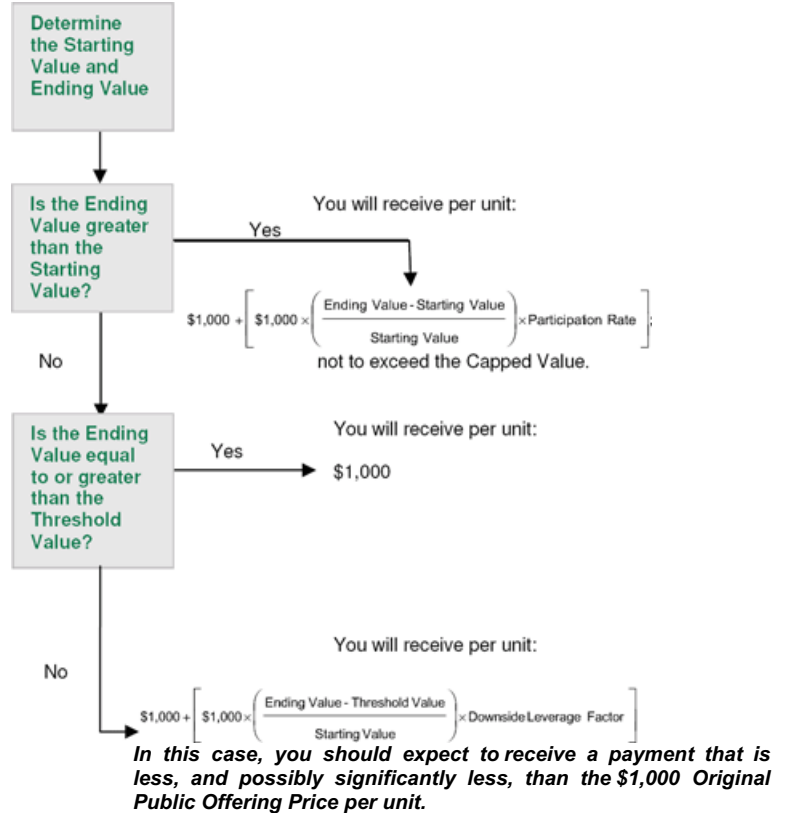 Determine
the Starting
Value and
Ending Value
Is the Ending
Value greater
than the
Starting
Value?
Yes
You will receive per unit:
$1,000 + [ $1,000 × ( Ending Value - Starting Value / Starting Value ) × Participation Rate ];
not to exceed the Capped Value.
No
Is the Ending
Value equal
to or greater
than the
Threshold
Value?
Yes
You will receive per unit:
$1,000
No
You will receive per unit:
$1,000 + [ $1,000 × ( Ending Value - Threshold Value / Starting Value ) × Downside Leverage Factor ]
In this case, you should expect to receive a payment that is
less, and possibly significantly less, than the $1,000 Original
Public Offering Price per unit.